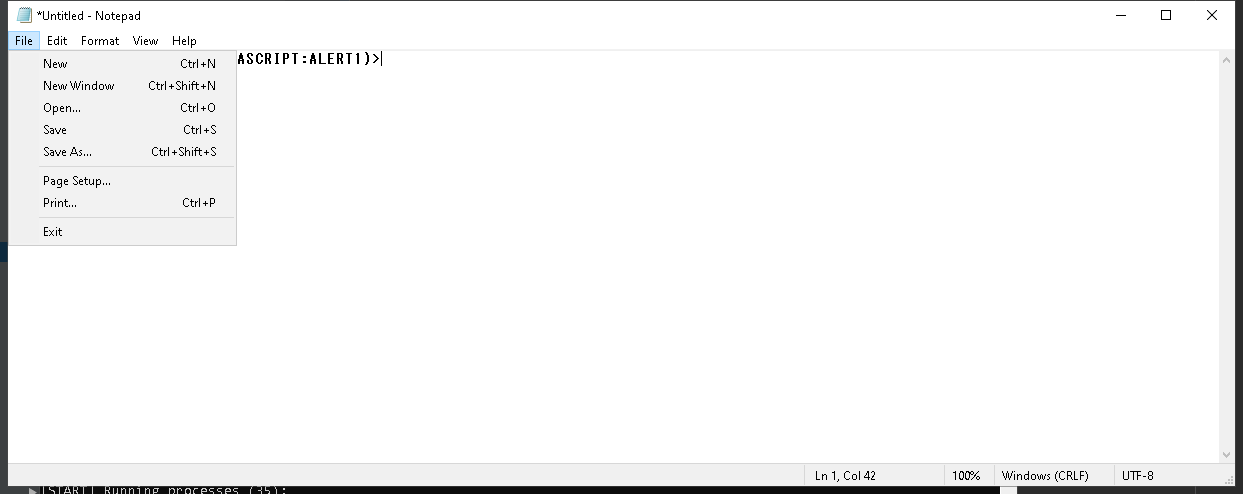 *Untitled - Notepad
File Edit Format View Help
ASCRIPT:ALERT1)>
New Ctrl+N
New Window Ctrl+Shift+N
Open... Ctrl+O
Save Ctrl+S
Save As... Ctrl+Shift+S
Page Setup...
Print... Ctrl+P
Exit
Ln 1, Col 42 100% Windows (CRLF) UTF-8
[START] Running processes (35):